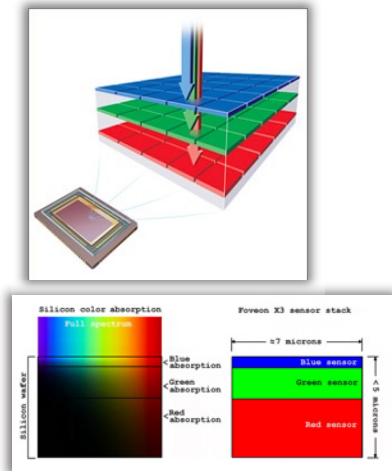 Silicon color absorption
Full spectrum
Silicon wafer
Blue
absorption
Green
absorption
Red
absorption
Foveon X3 sensor stack
≈7 microns
Blue sensor
Green sensor
Red sensor
< 5 microns